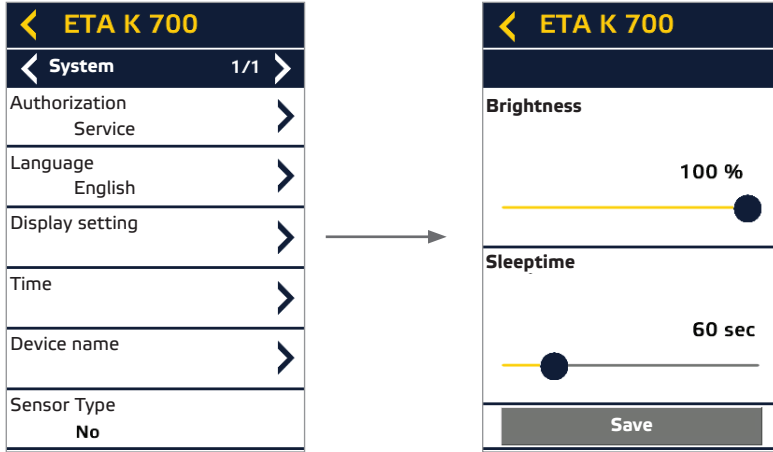 ETA K 700
System 1/1
Authorization
Service
Language
English
Display setting
Time
Device name
Sensor Type
No
ETA K 700
Brightness
100 %
Sleeptime
60 sec
Save